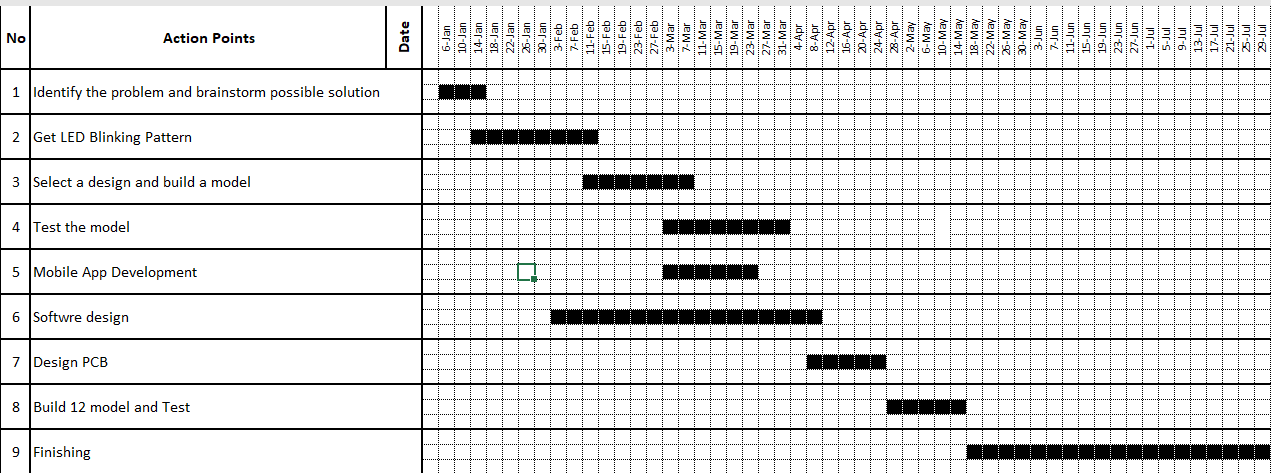 No Action Points Date 6-Jan 10-Jan 14-Jan 18-Jan 22-Jan 26-Jan 30-Jan 3-Feb 7-Feb 11-Feb 15-Feb 19-Feb 23-Feb 27-Feb 3-Mar 7-Mar 11-Mar 15-Mar 19-Mar 23-Mar 27-Mar 31-Mar 4-Apr 8-Apr 12-Apr 16-Apr 20-Apr 24-Apr 28-Apr 2-May 6-May 10-May 14-May 18-May 22-May 26-May 30-May 3-Jun 7-Jun 11-Jun 15-Jun 19-Jun 23-Jun 27-Jun 1-Jul 5-Jul 9-Jul 13-Jul 17-Jul 21-Jul 25-Jul 29-Jul
1 Identify the problem and brainstorm possible solution
2 Get LED Blinking Pattern
3 Select a design and build a model
4 Test the model
5 Mobile App Development
6 Softwre design
7 Design PCB
8 Build 12 model and Test
9 Finishing